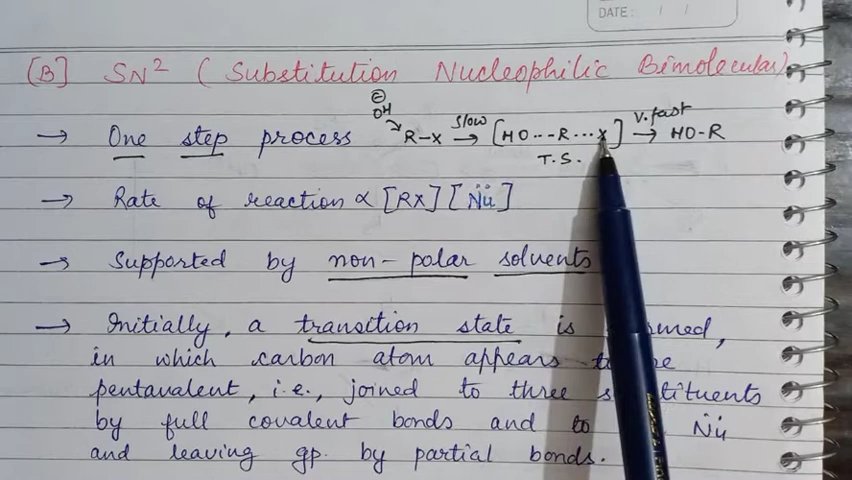 DATE: / /
[B] SN² (Substitution Nucleophilic Bimolecular)
⊖
OH
→ One step process R-X slow→ [HO---R---X] v.fast→ HO-R
T.S.
→ Rate of reaction ∝ [RX] [N̈u]
→ Supported by non-polar solvents
→ Initially, a transition state is
in which carbon atom appears
pentavalent, i.e., joined to three
by full covalent bonds and to N̈u
and leaving gp. by partial bonds.